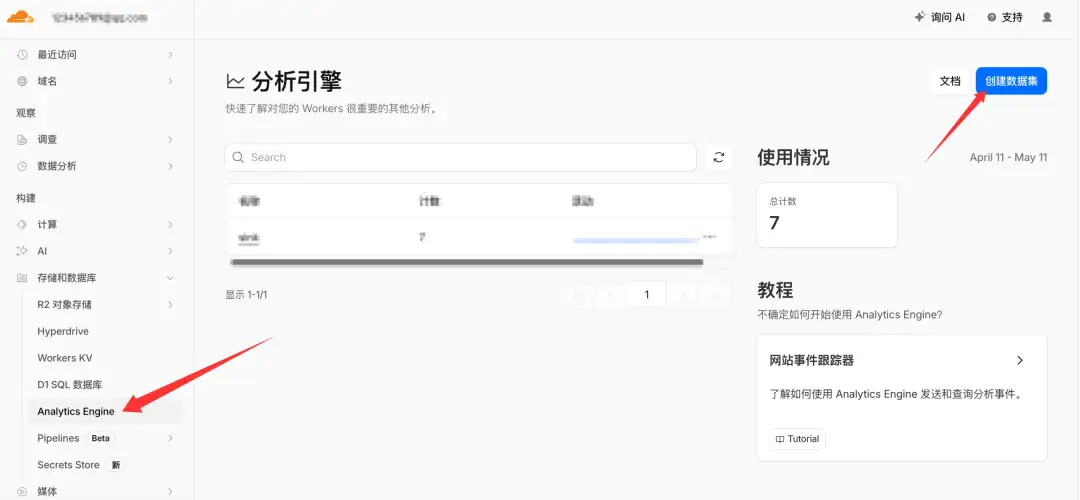 询问 AI
支持
最近访问
域名
观察
调查
数据分析
构建
计算
AI
存储和数据库
R2 对象存储
Hyperdrive
Workers KV
D1 SQL 数据库
Analytics Engine
Pipelines Beta
Secrets Store 新
媒体
分析引擎
快速了解对您的 Workers 很重要的其他分析。
文档
创建数据集
Search
7
显示 1-1/1
1
使用情况
April 11 - May 11
总计数
7
教程
不确定如何开始使用 Analytics Engine?
网站事件跟踪器
了解如何使用 Analytics Engine 发送和查询分析事件。
Tutorial